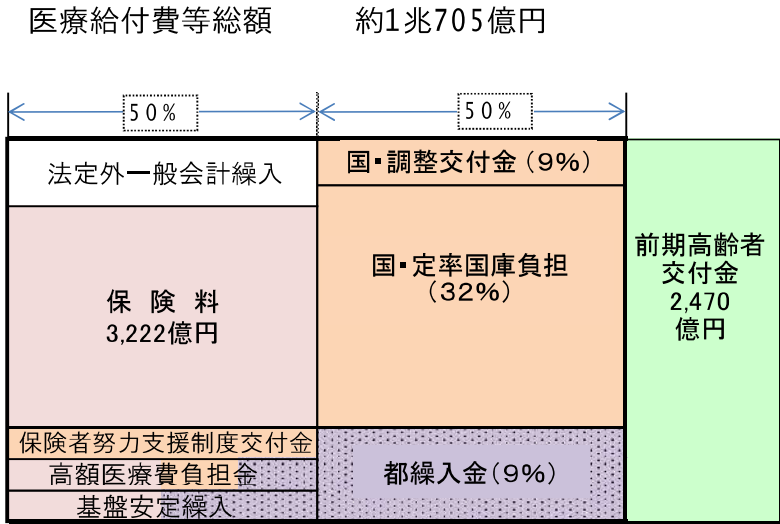 医療給付費等総額　約1兆705億円
50%　50%
法定外一般会計繰入
国・調整交付金（9%）
国・定率国庫負担
（32%）
保 険 料
3,222億円
前期高齢者
交付金
2,470
億円
保険者努力支援制度交付金
高額医療費負担金
基盤安定繰入
都繰入金（9%）